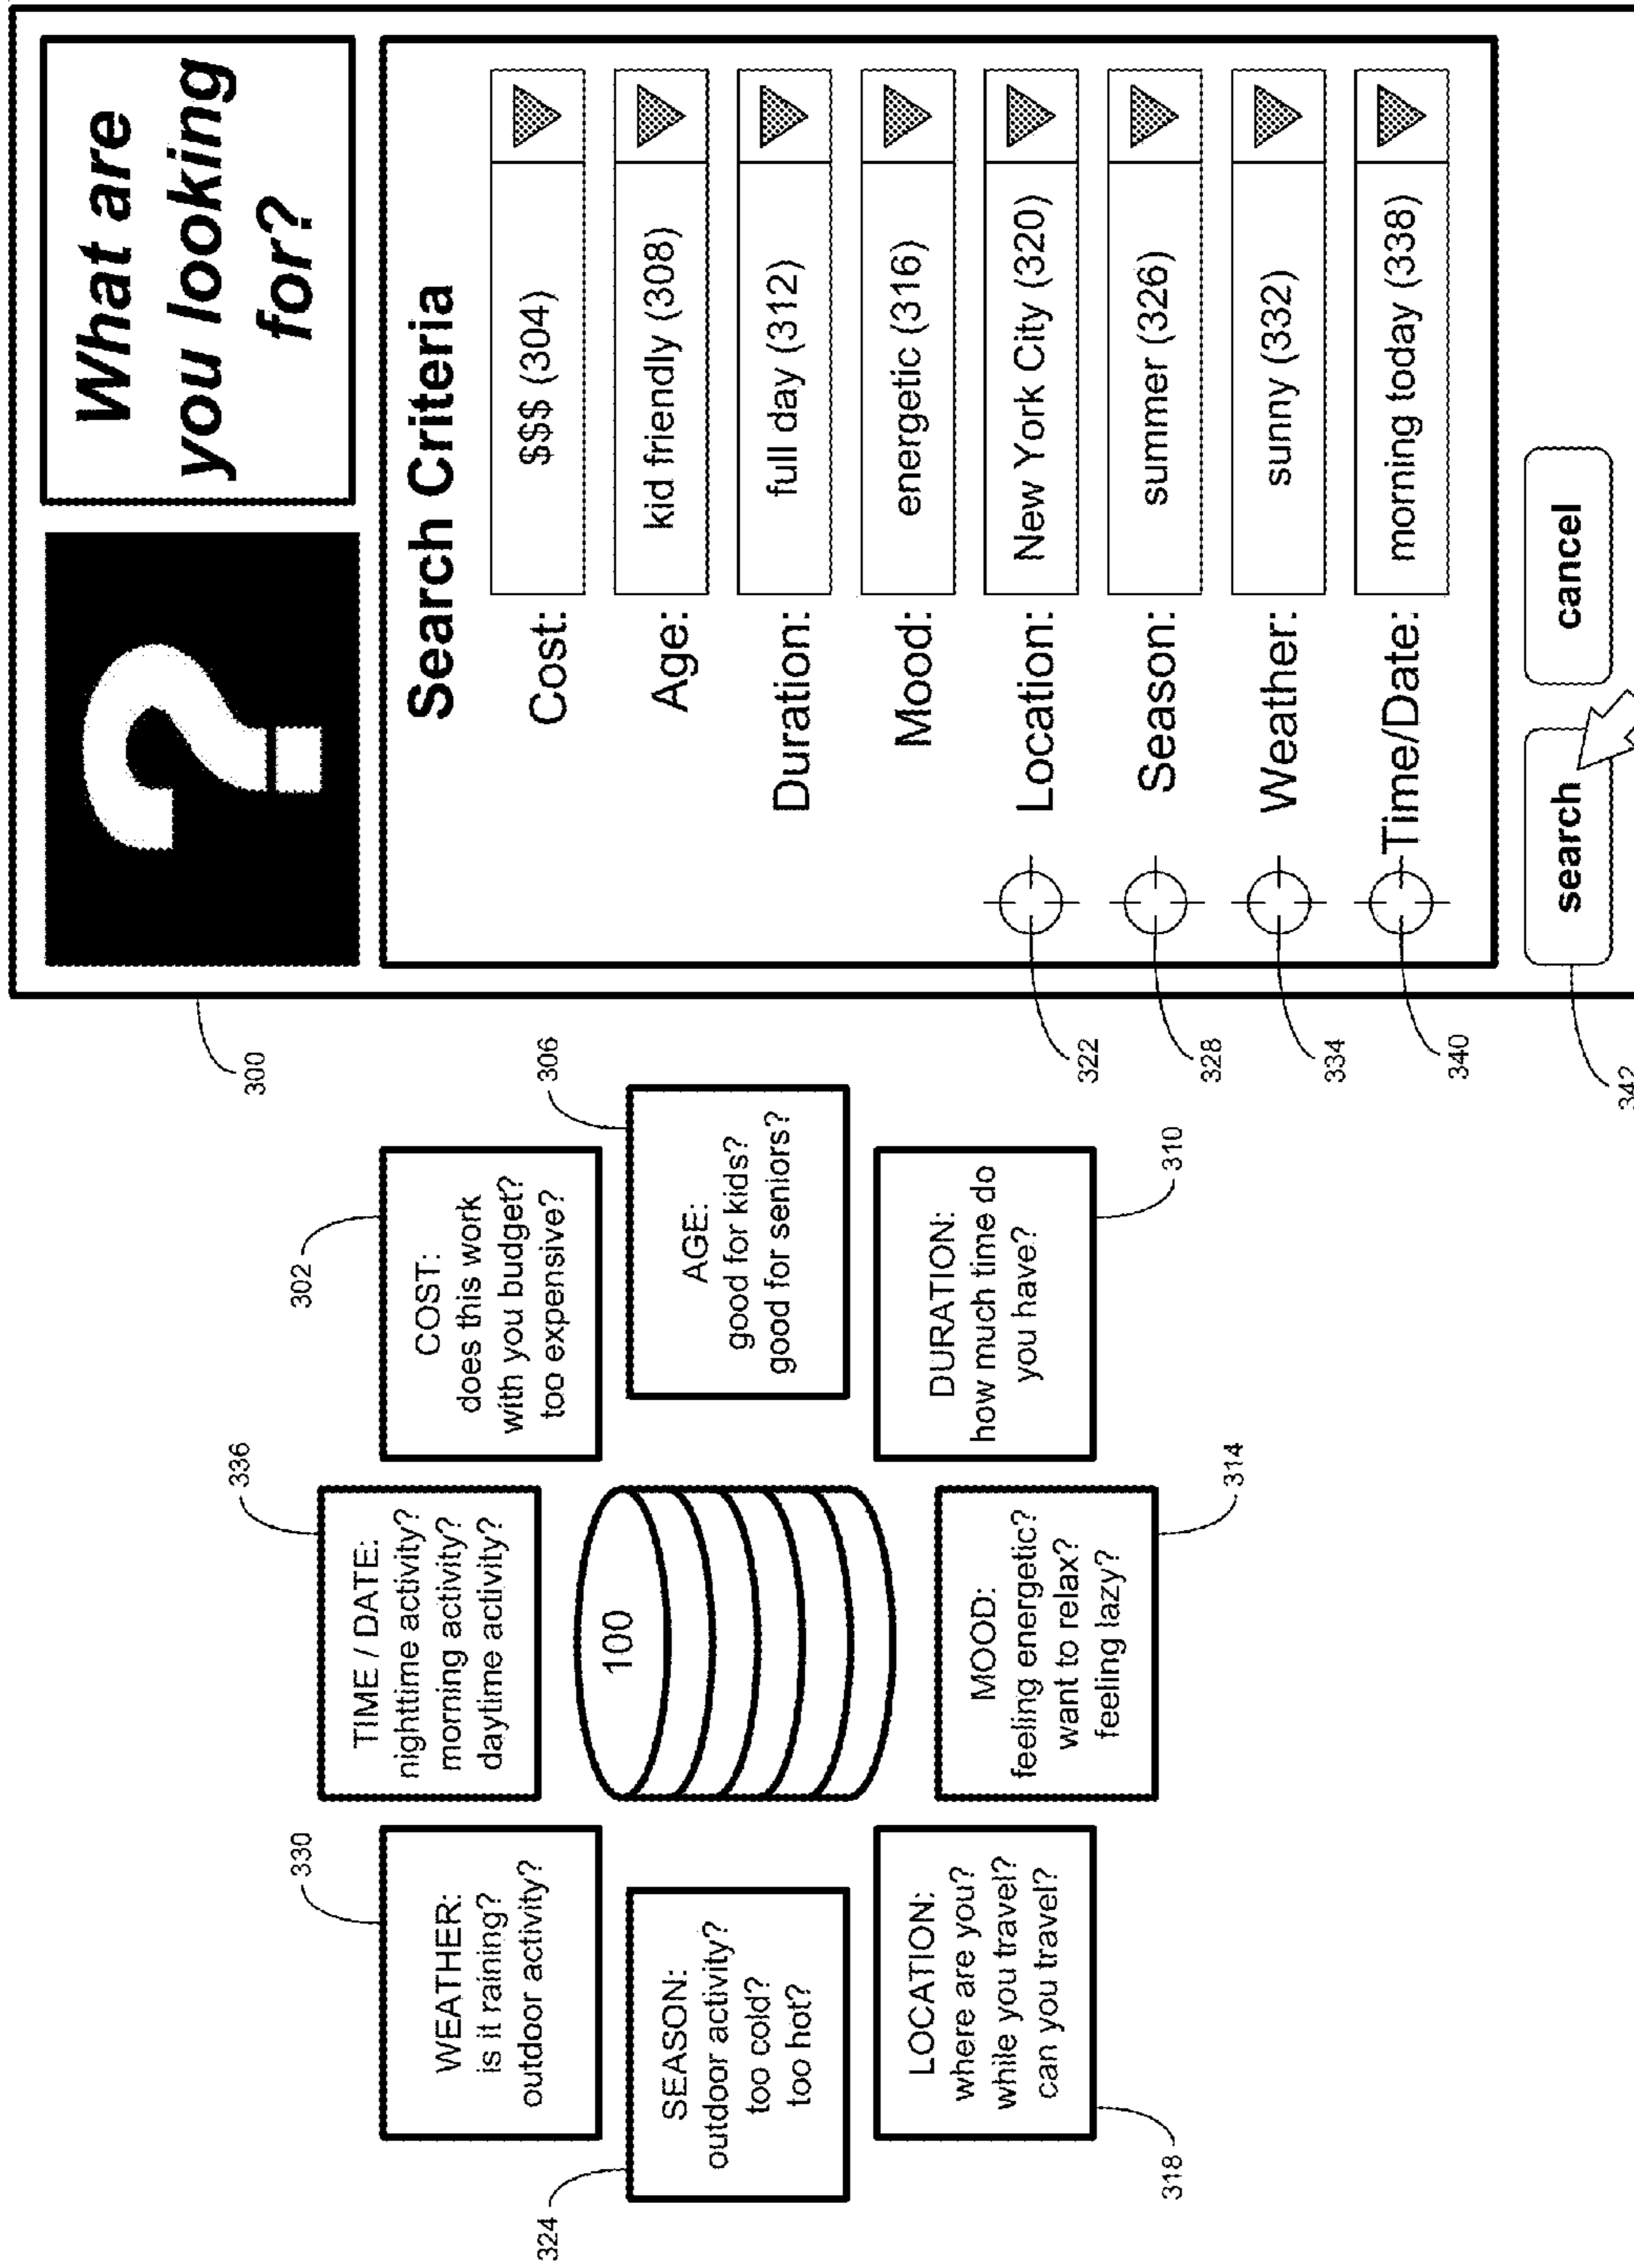 336
TIME / DATE:
nighttime activity?
morning activity?
daytime activity?
330
WEATHER:
is it raining?
outdoor activity?
302
COST:
does this work
with you budget?
too expensive?
324
SEASON:
outdoor activity?
too cold?
too hot?
100
306
AGE:
good for kids?
good for seniors?
318
LOCATION:
where are you?
while you travel?
can you travel?
310
DURATION:
how much time do
you have?
314
MOOD:
feeling energetic?
want to relax?
feeling lazy?
300
?
What are
you looking
for?
Search Criteria
Cost: $$$ (304)
Age: kid friendly (308)
Duration: full day (312)
Mood: energetic (316)
322 Location: New York City (320)
328 Season: summer (326)
334 Weather: sunny (332)
340 Time/Date: morning today (338)
342 search cancel